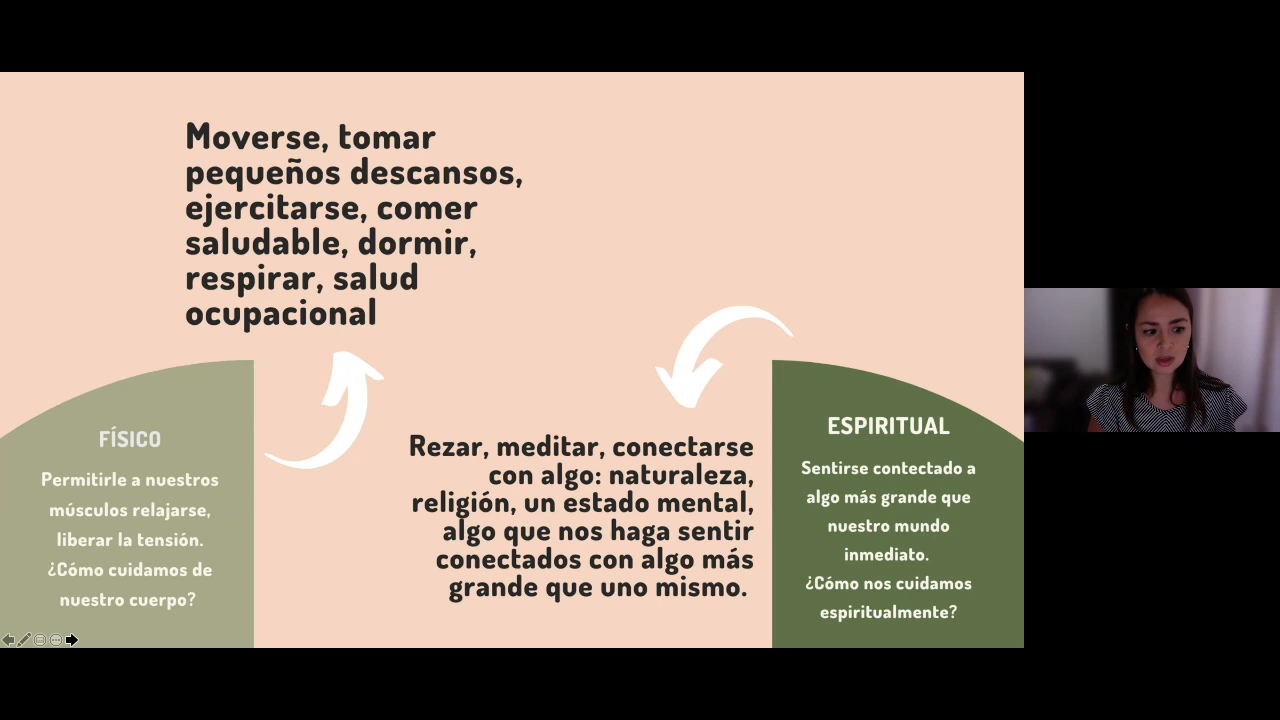 Moverse, tomar
pequeños descansos,
ejercitarse, comer
saludable, dormir,
respirar, salud
ocupacional
FÍSICO
Permitirle a nuestros
músculos relajarse,
liberar la tensión.
¿Cómo cuidamos de
nuestro cuerpo?
Rezar, meditar, conectarse
con algo: naturaleza,
religión, un estado mental,
algo que nos haga sentir
conectados con algo más
grande que uno mismo.
ESPIRITUAL
Sentirse contectado a
algo más grande que
nuestro mundo
inmediato.
¿Cómo nos cuidamos
espiritualmente?